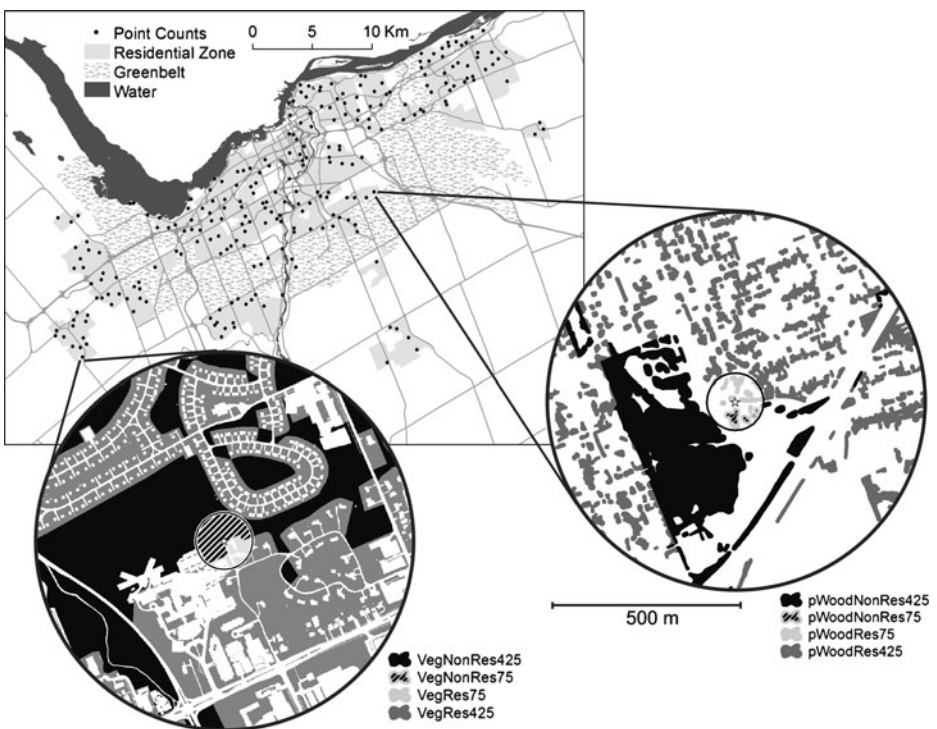 Point Counts
0 5 10 Km
Residential Zone
Greenbelt
Water
500 m
pWoodNonRes425
pWoodNonRes75
pWoodRes75
pWoodRes425
VegNonRes425
VegNonRes75
VegRes75
VegRes425